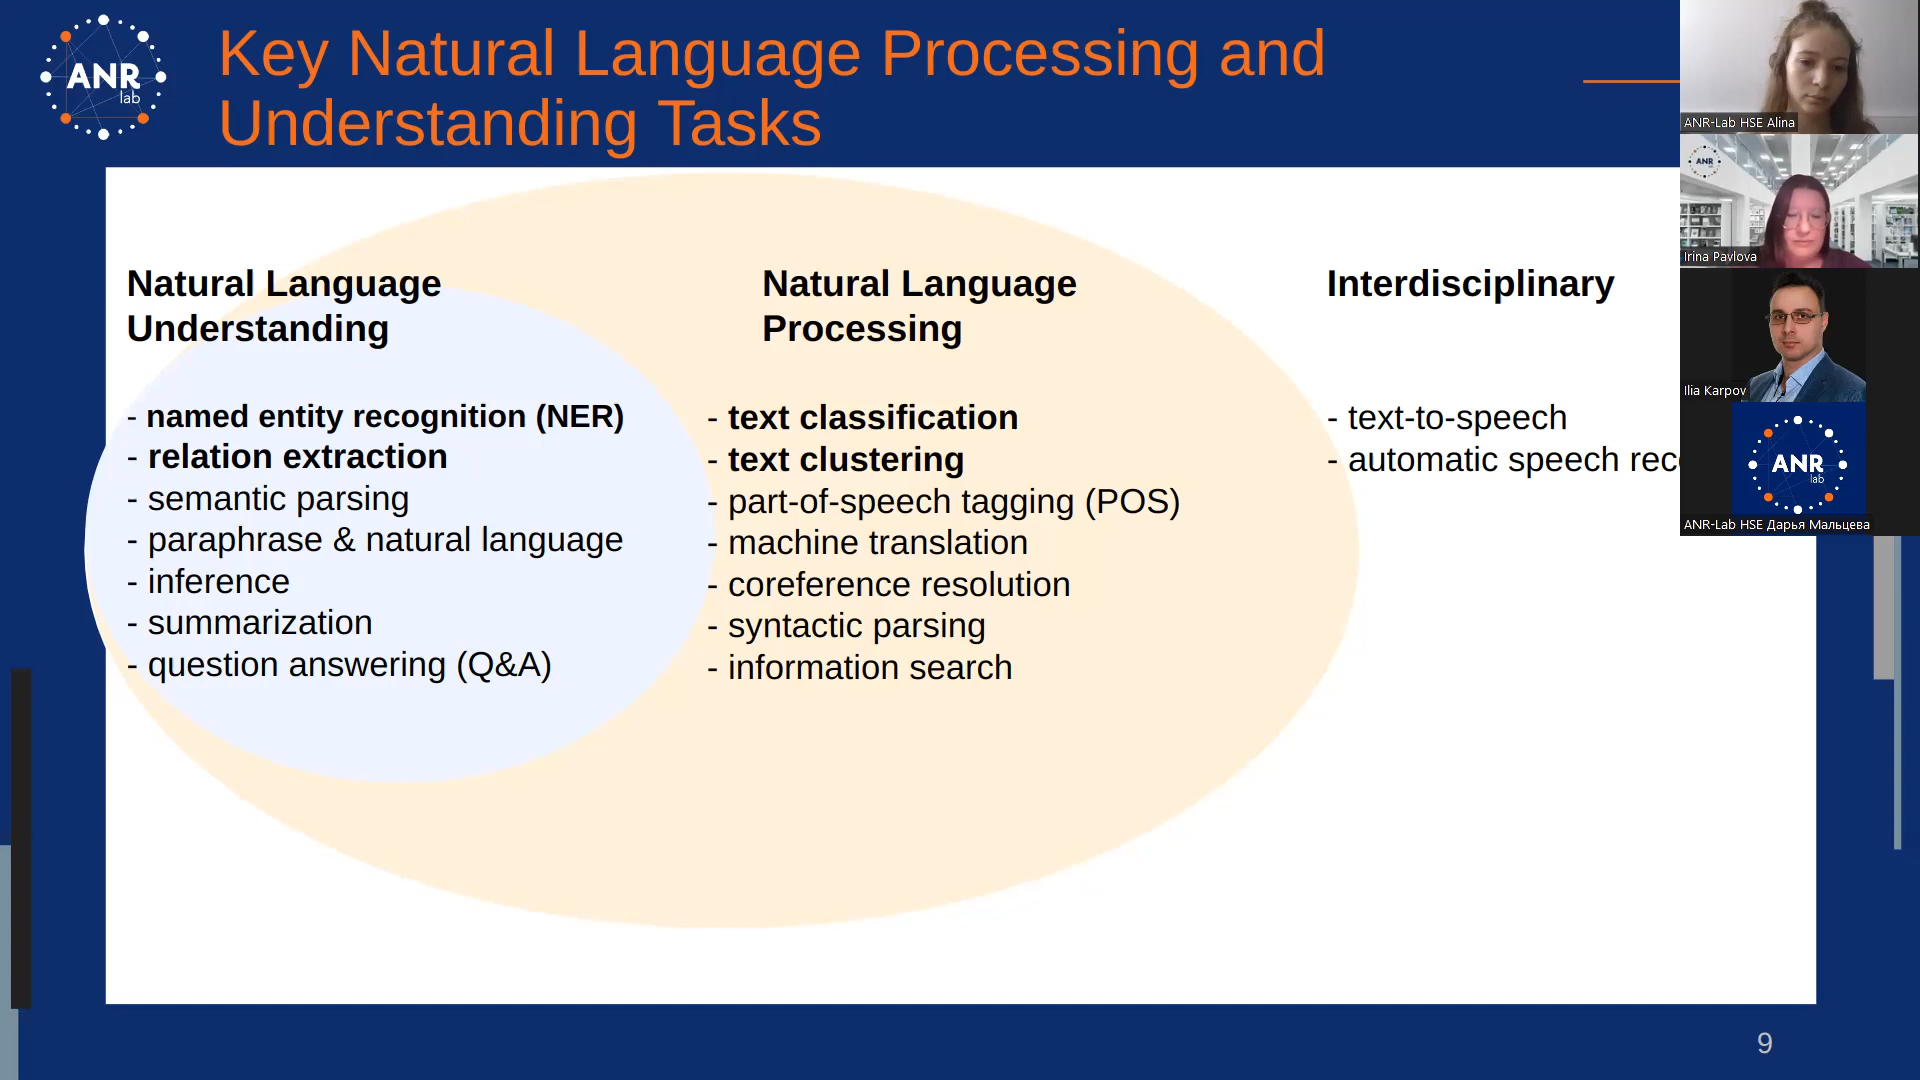 ANR
lab
Key Natural Language Processing and
Understanding Tasks
Natural Language
Understanding
- named entity recognition (NER)
- relation extraction
- semantic parsing
- paraphrase & natural language
- inference
- summarization
- question answering (Q&A)
Natural Language
Processing
- text classification
- text clustering
- part-of-speech tagging (POS)
- machine translation
- coreference resolution
- syntactic parsing
- information search
Interdisciplinary
- text-to-speech
- automatic speech
ANR-Lab HSE Alina
ANR
Irina Pavlova
Ilia Karpov
ANR
lab
ANR-Lab HSE Дарья Мальцева
9